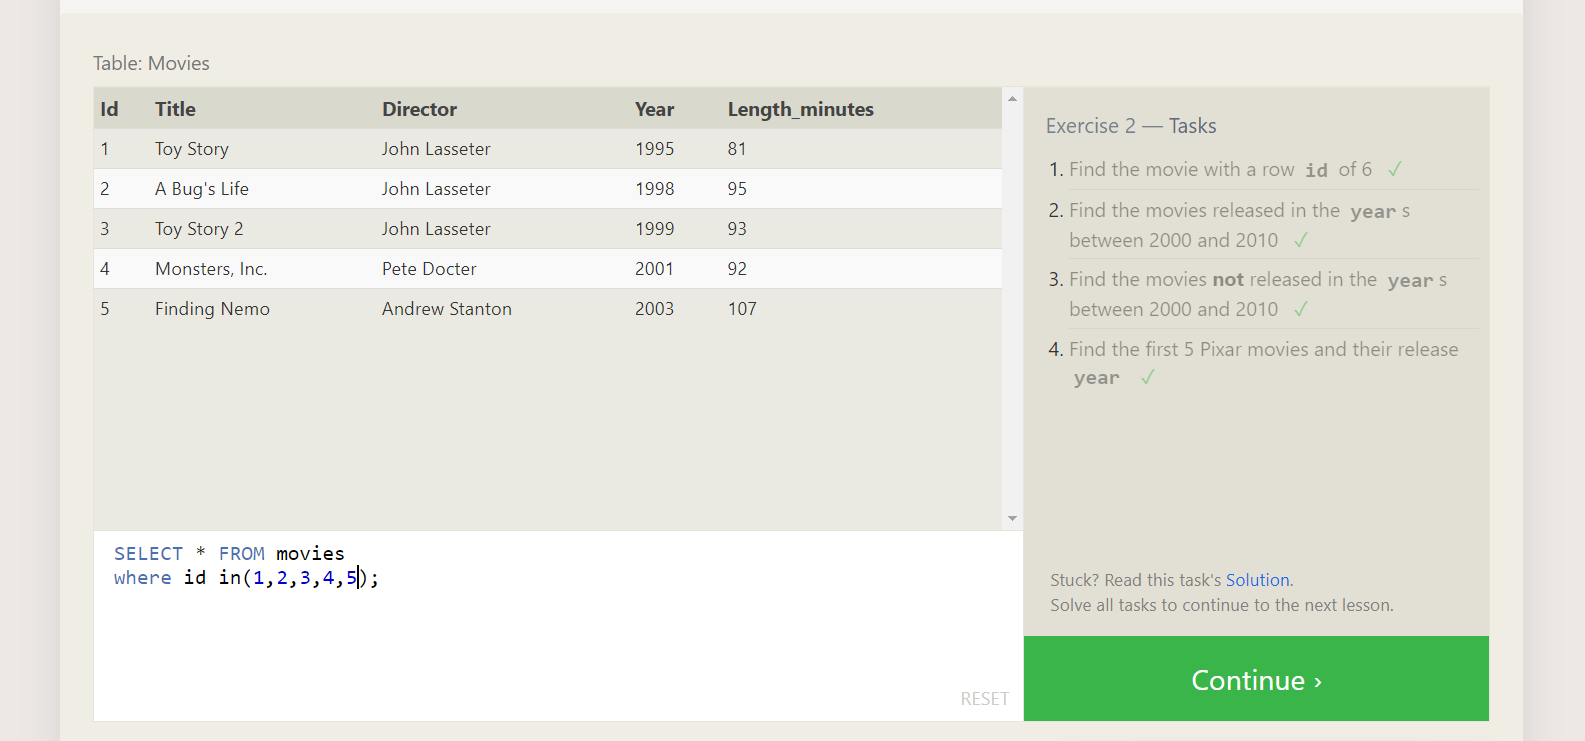 Table: Movies
Id Title Director Year Length_minutes
1 Toy Story John Lasseter 1995 81
2 A Bug's Life John Lasseter 1998 95
3 Toy Story 2 John Lasseter 1999 93
4 Monsters, Inc. Pete Docter 2001 92
5 Finding Nemo Andrew Stanton 2003 107
SELECT * FROM movies
where id in(1,2,3,4,5);
RESET
Exercise 2 — Tasks
1. Find the movie with a row id of 6 ✓
2. Find the movies released in the year s
between 2000 and 2010 ✓
3. Find the movies not released in the year s
between 2000 and 2010 ✓
4. Find the first 5 Pixar movies and their release
year ✓
Stuck? Read this task's Solution.
Solve all tasks to continue to the next lesson.
Continue ›